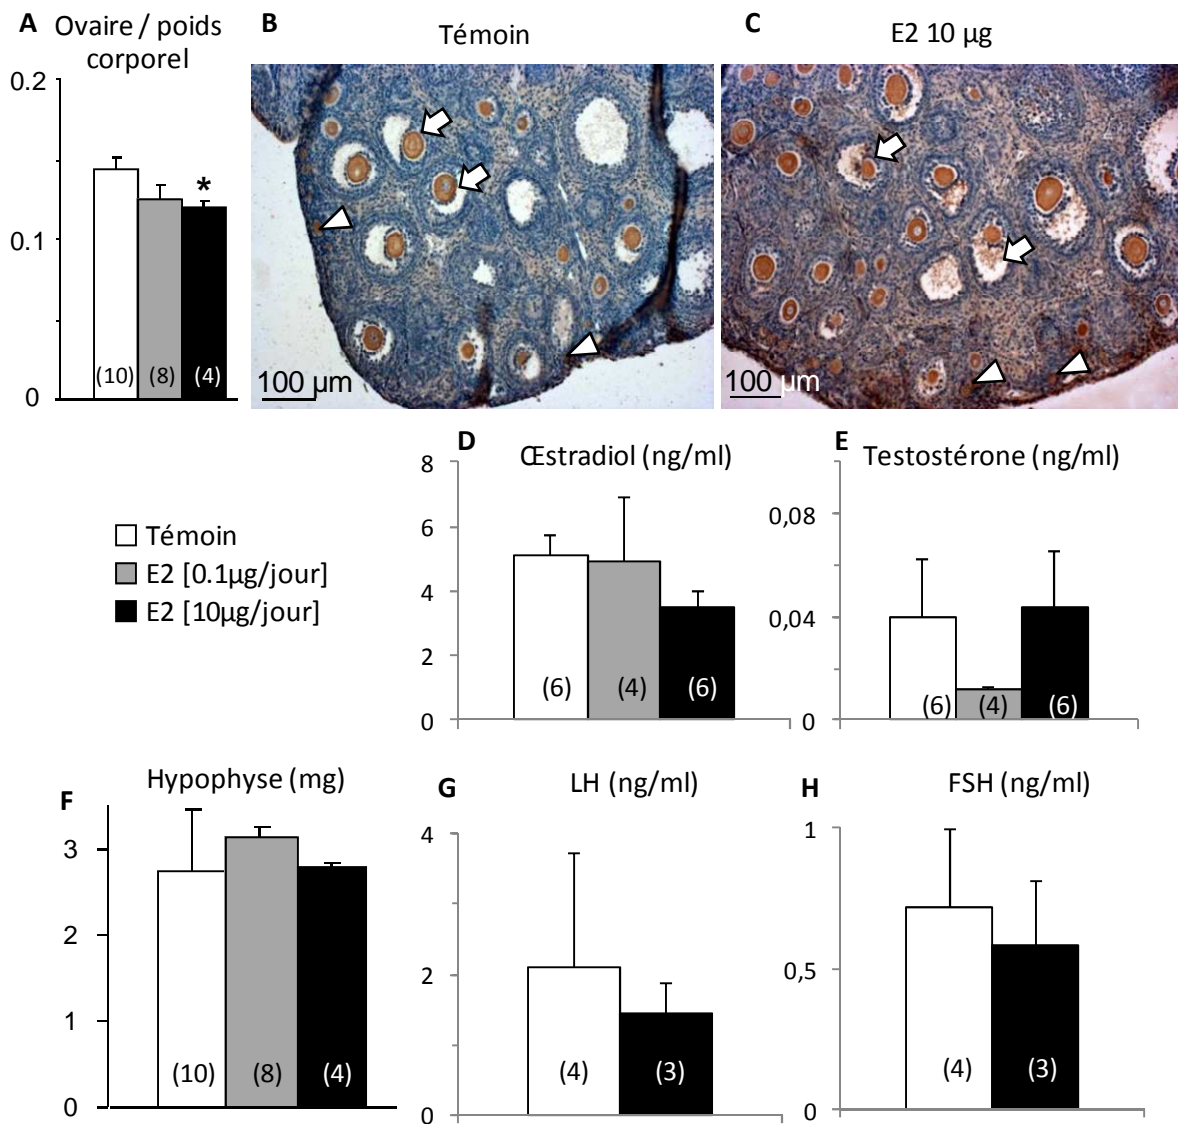 A
Ovaire / poids
corporel
0.2
0.1
0
*
(10)
(8)
(4)
B
Témoin
100 µm
C
E2 10 µg
100 µm
Témoin
E2 [0.1µg/jour]
E2 [10µg/jour]
D
Œstradiol (ng/ml)
8
6
4
2
0
(6)
(4)
(6)
E
Testostérone (ng/ml)
0,08
0,04
0
(6)
(4)
(6)
F
Hypophyse (mg)
3
2
1
0
(10)
(8)
(4)
G
LH (ng/ml)
4
2
0
(4)
(3)
H
FSH (ng/ml)
1
0,5
0
(4)
(3)